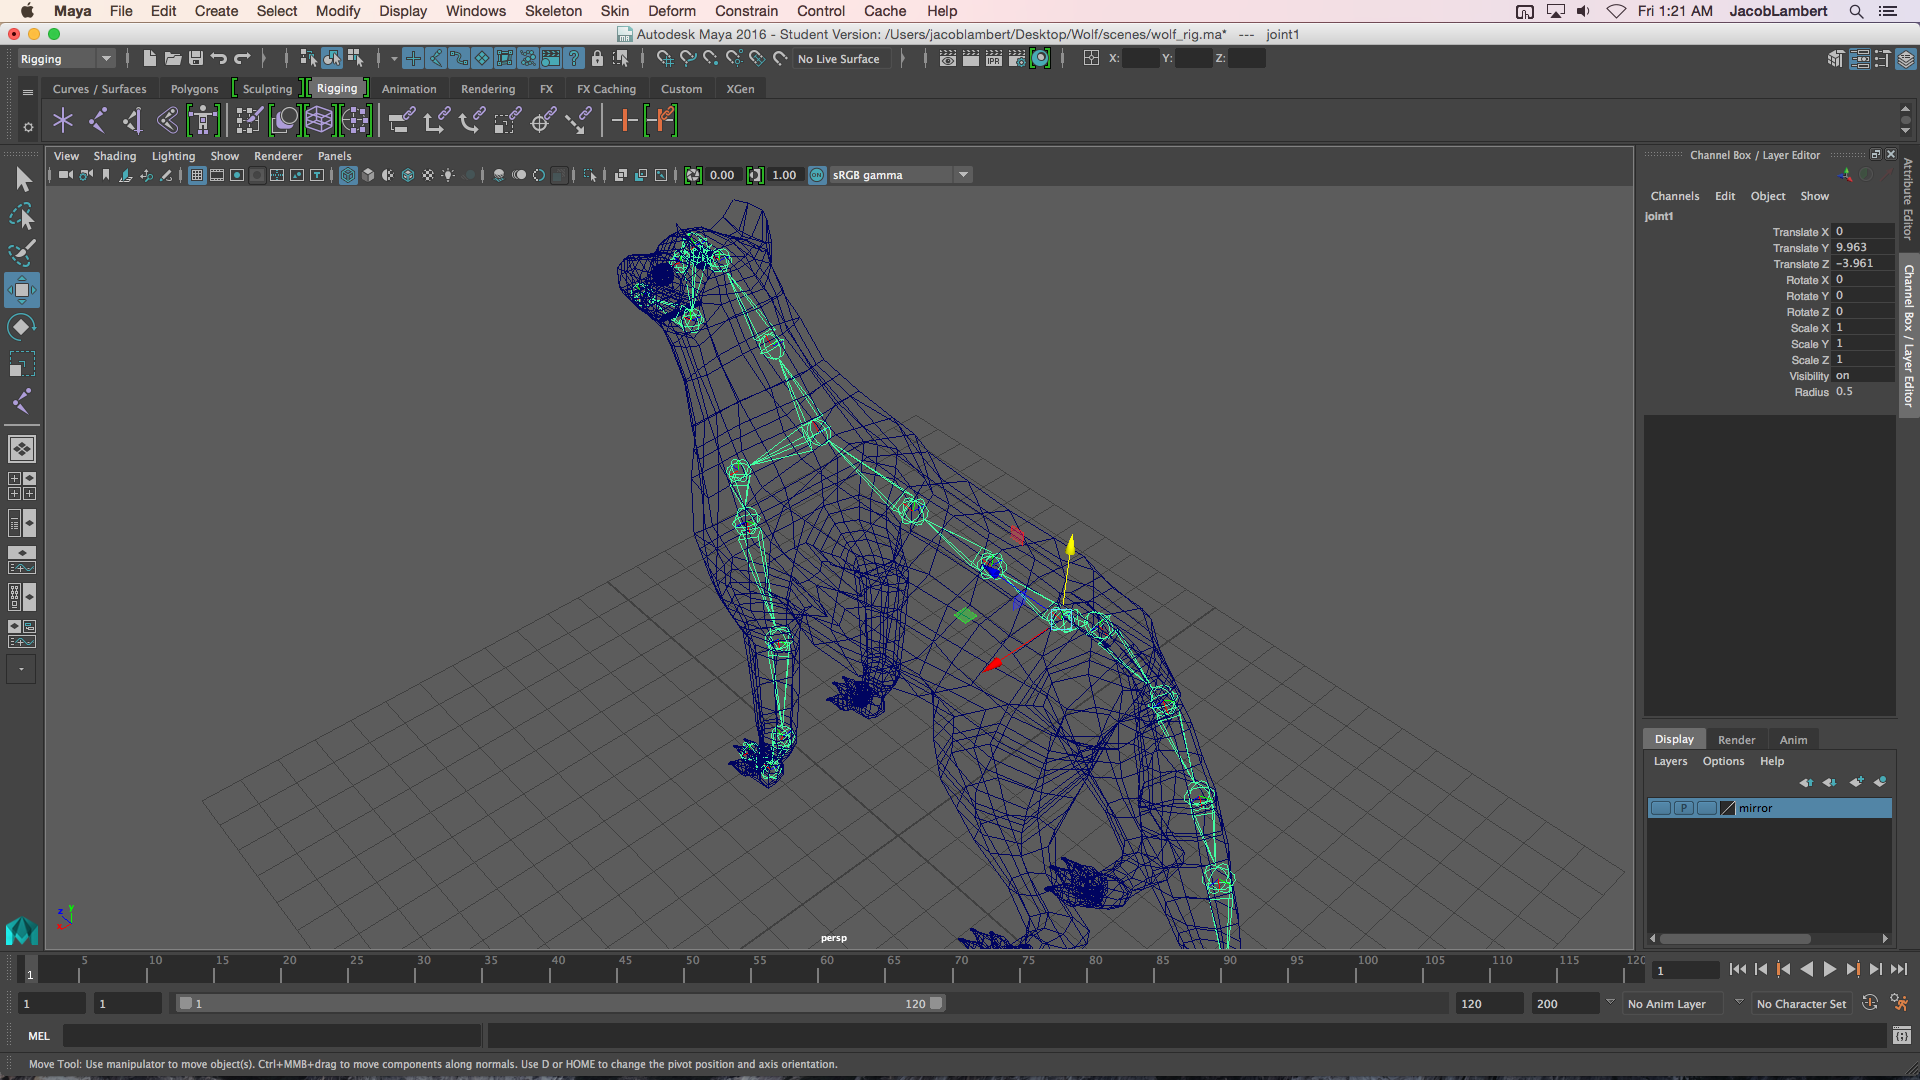 Maya File Edit Create Select Modify Display Windows Skeleton Skin Deform Constrain Control Cache Help Fri 1:21 AM JacobLambert
Autodesk Maya 2016 - Student Version: /Users/jacoblambert/Desktop/Wolf/scenes/wolf_rig.ma* --- joint1
Rigging No Live Surface IPR X: Y: Z:
Curves / Surfaces Polygons Sculpting Rigging Animation Rendering FX FX Caching Custom XGen
View Shading Lighting Show Renderer Panels
0.00 1.00 ON sRGB gamma
Channel Box / Layer Editor
Channels Edit Object Show
joint1
Translate X 0
Translate Y 9.963
Translate Z -3.961
Rotate X 0
Rotate Y 0
Rotate Z 0
Scale X 1
Scale Y 1
Scale Z 1
Visibility on
Radius 0.5
Attribute Editor
Channel Box / Layer Editor
Display Render Anim
Layers Options Help
P mirror
z y x
persp
1 5 10 15 20 25 30 35 40 45 50 55 60 65 70 75 80 85 90 95 100 105 110 115 120 1
1 1 1 120 120 200 No Anim Layer No Character Set
MEL
Move Tool: Use manipulator to move object(s). Ctrl+MMB+drag to move components along normals. Use D or HOME to change the pivot position and axis orientation.